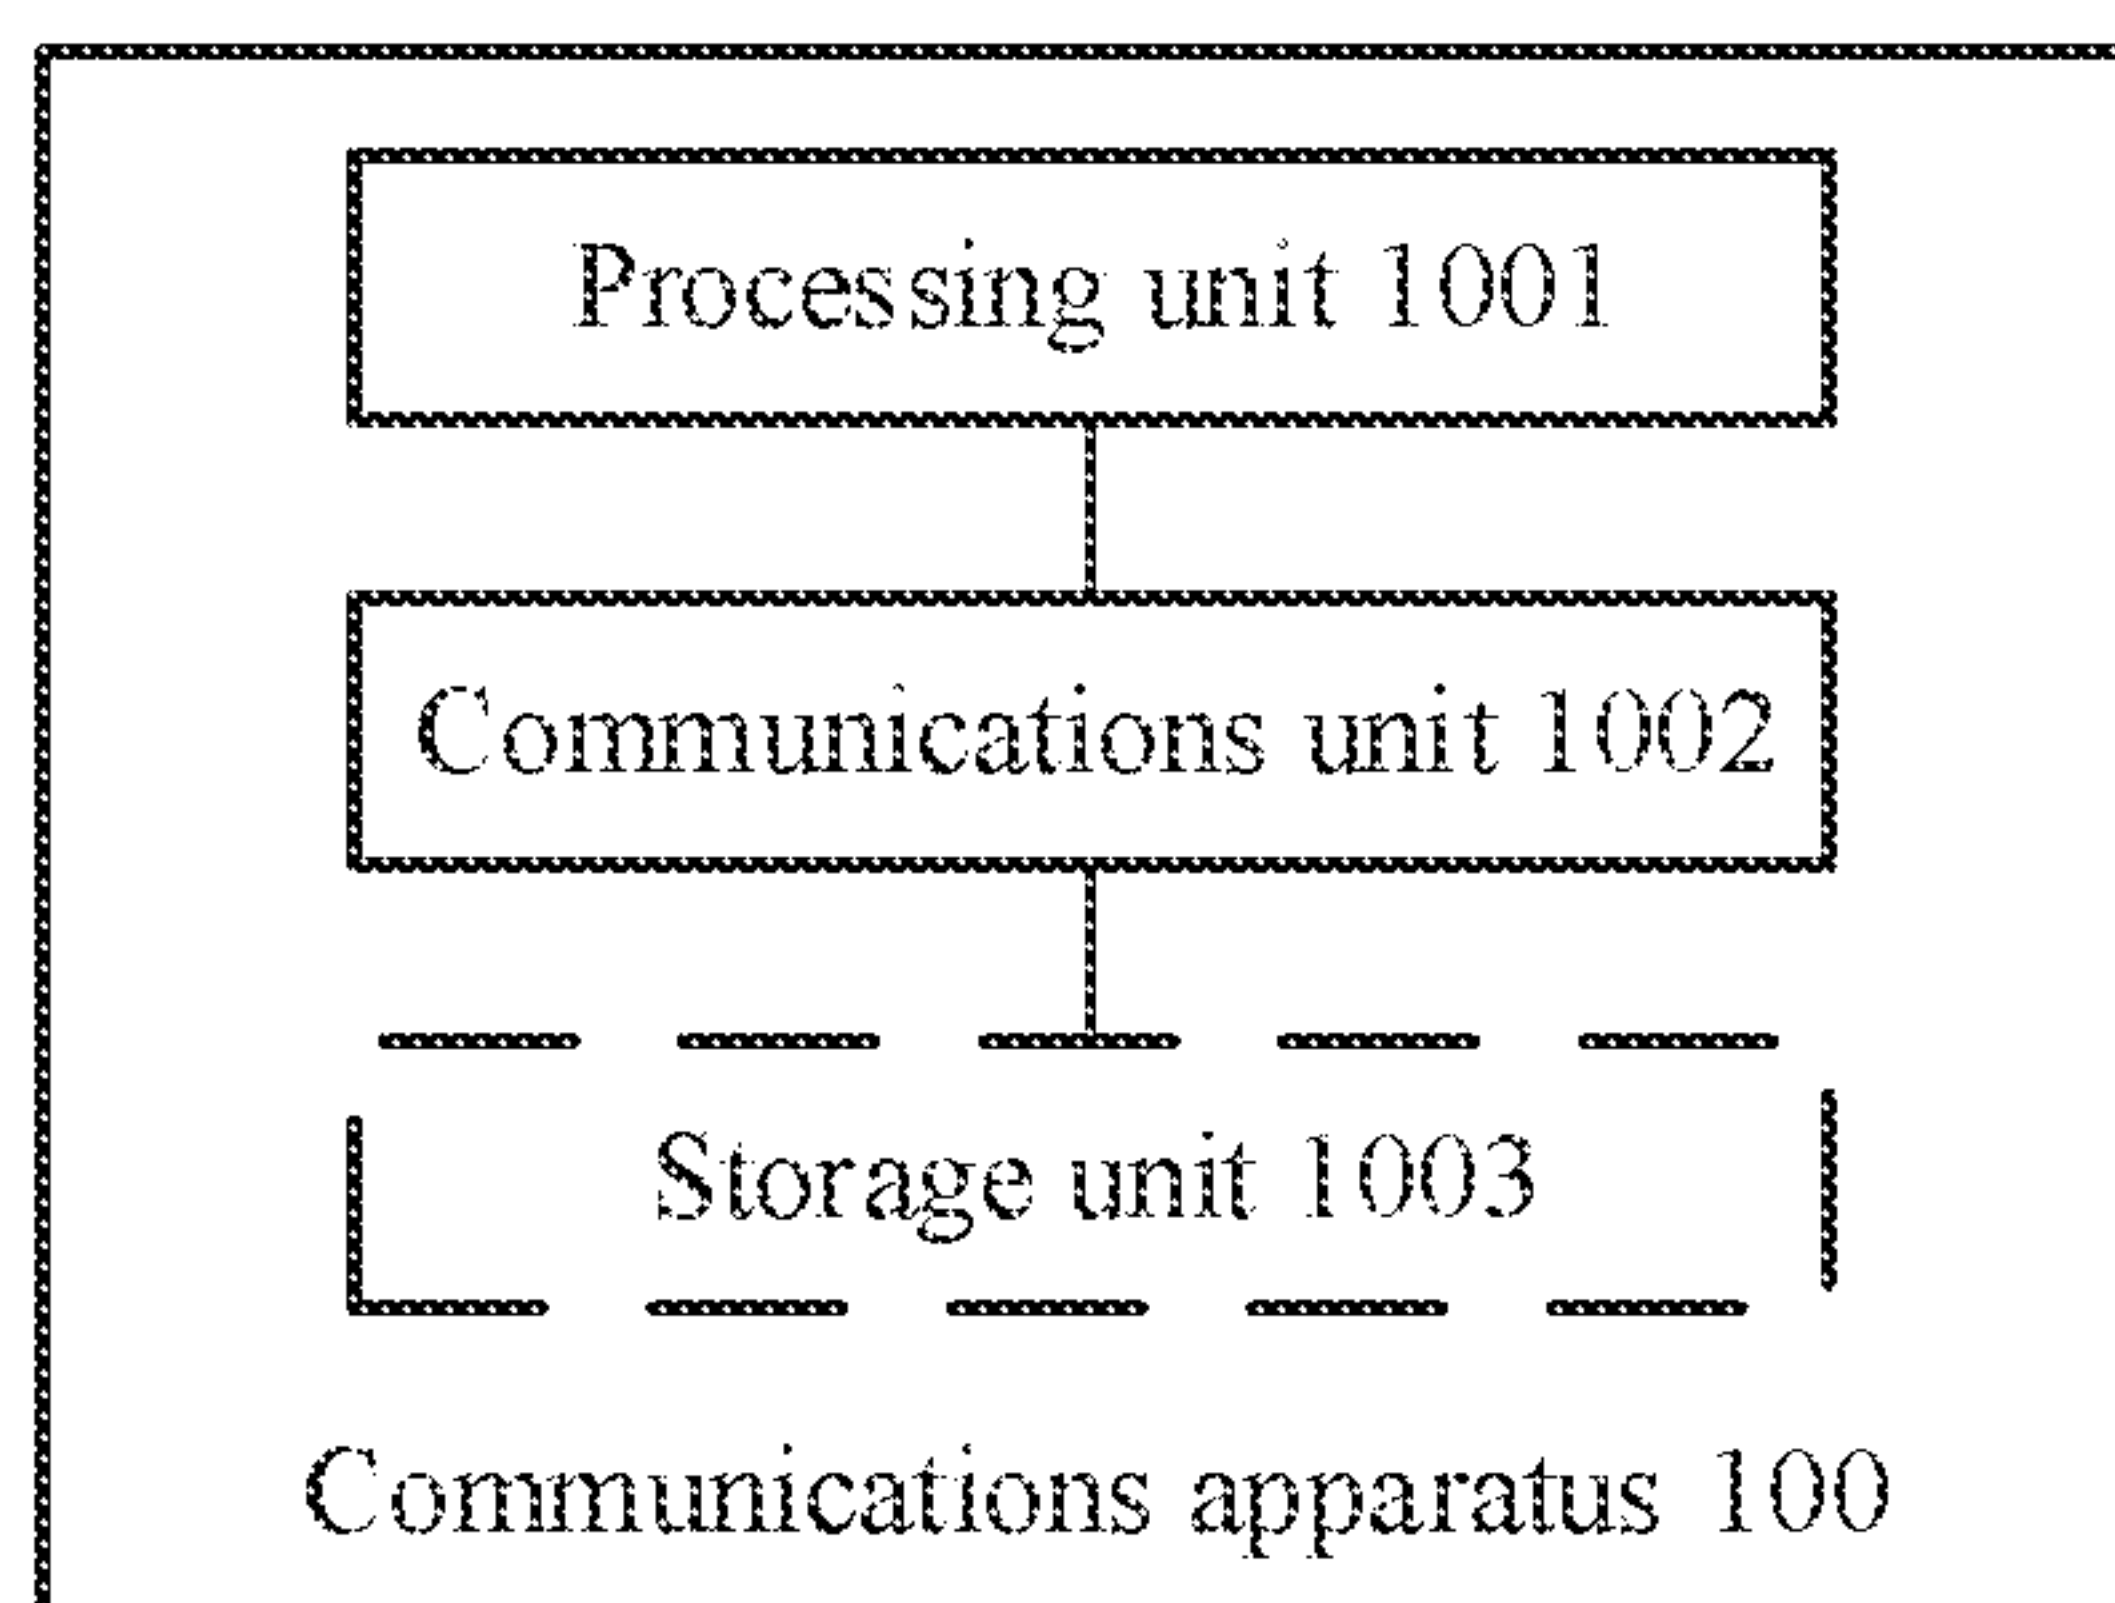 Processing unit 1001
Communications unit 1002
Storage unit 1003
Communications apparatus 100